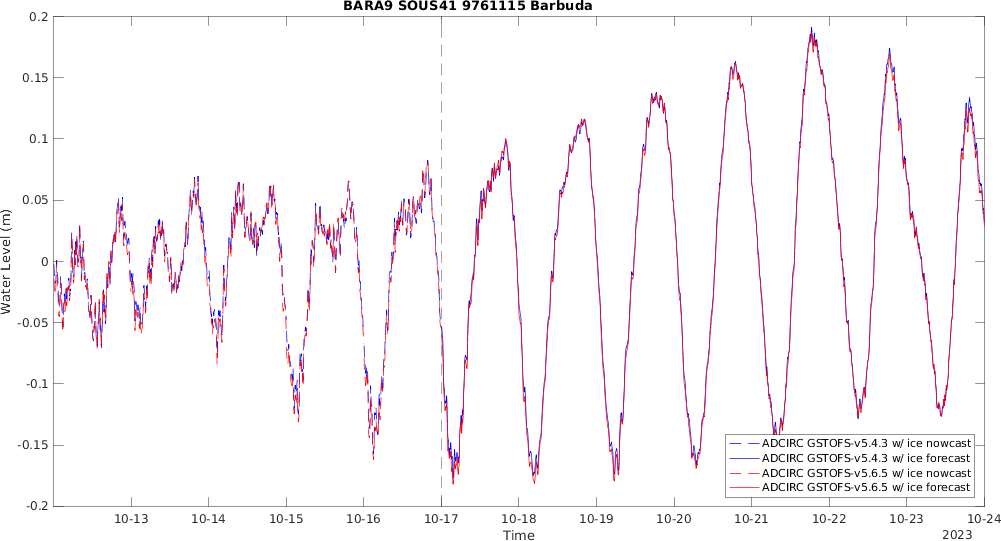 BARA9 SOUS41 9761115 Barbuda
0.2
0.15
0.1
0.05
0
-0.05
-0.1
-0.15
-0.2
Water Level (m)
10-13 10-14 10-15 10-16 10-17 10-18 10-19 10-20 10-21 10-22 10-23 10-24
Time
2023
ADCIRC GSTOFS-v5.4.3 w/ ice nowcast
ADCIRC GSTOFS-v5.4.3 w/ ice forecast
ADCIRC GSTOFS-v5.6.5 w/ ice nowcast
ADCIRC GSTOFS-v5.6.5 w/ ice forecast